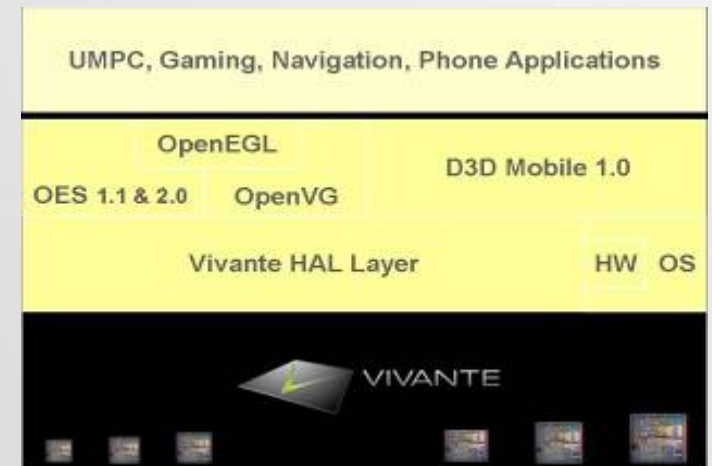 UMPC, Gaming, Navigation, Phone Applications
OpenEGL
D3D Mobile 1.0
OES 1.1 & 2.0 OpenVG
Vivante HAL Layer HW OS
VIVANTE